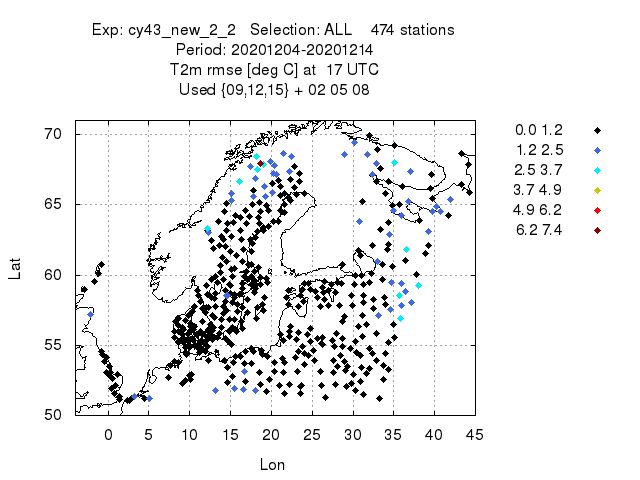 Exp: cy43_new_2_2 Selection: ALL 474 stations
Period: 20201204-20201214
T2m rmse [deg C] at 17 UTC
Used {09,12,15} + 02 05 08
70
65
60
55
50
Lat
0 5 10 15 20 25 30 35 40 45
Lon
0.0 1.2
1.2 2.5
2.5 3.7
3.7 4.9
4.9 6.2
6.2 7.4